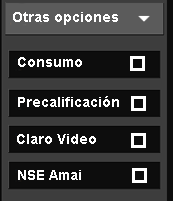 Otras opciones
Consumo
Precalificación
Claro Video
NSE Amai